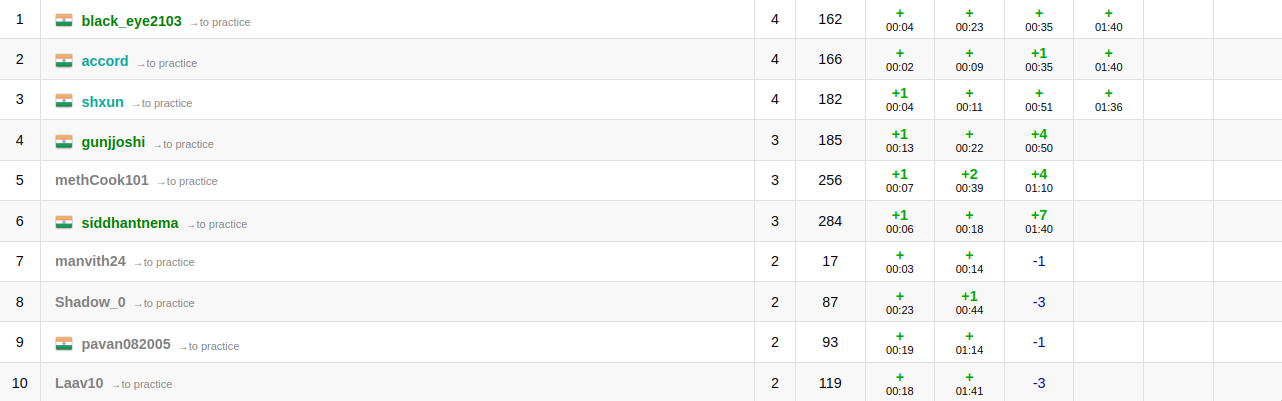 1 black_eye2103 →to practice 4 162 + 00:04 + 00:23 + 00:35 + 01:40
2 accord →to practice 4 166 + 00:02 + 00:09 +1 00:35 + 01:40
3 shxun →to practice 4 182 +1 00:04 + 00:11 + 00:51 + 01:36
4 gunjjoshi →to practice 3 185 +1 00:13 + 00:22 +4 00:50
5 methCook101 →to practice 3 256 +1 00:07 +2 00:39 +4 01:10
6 siddhantnema →to practice 3 284 +1 00:06 + 00:18 +7 01:40
7 manvith24 →to practice 2 17 + 00:03 + 00:14 -1
8 Shadow_0 →to practice 2 87 + 00:23 +1 00:44 -3
9 pavan082005 →to practice 2 93 + 00:19 + 01:14 -1
10 Laav10 →to practice 2 119 + 00:18 + 01:41 -3